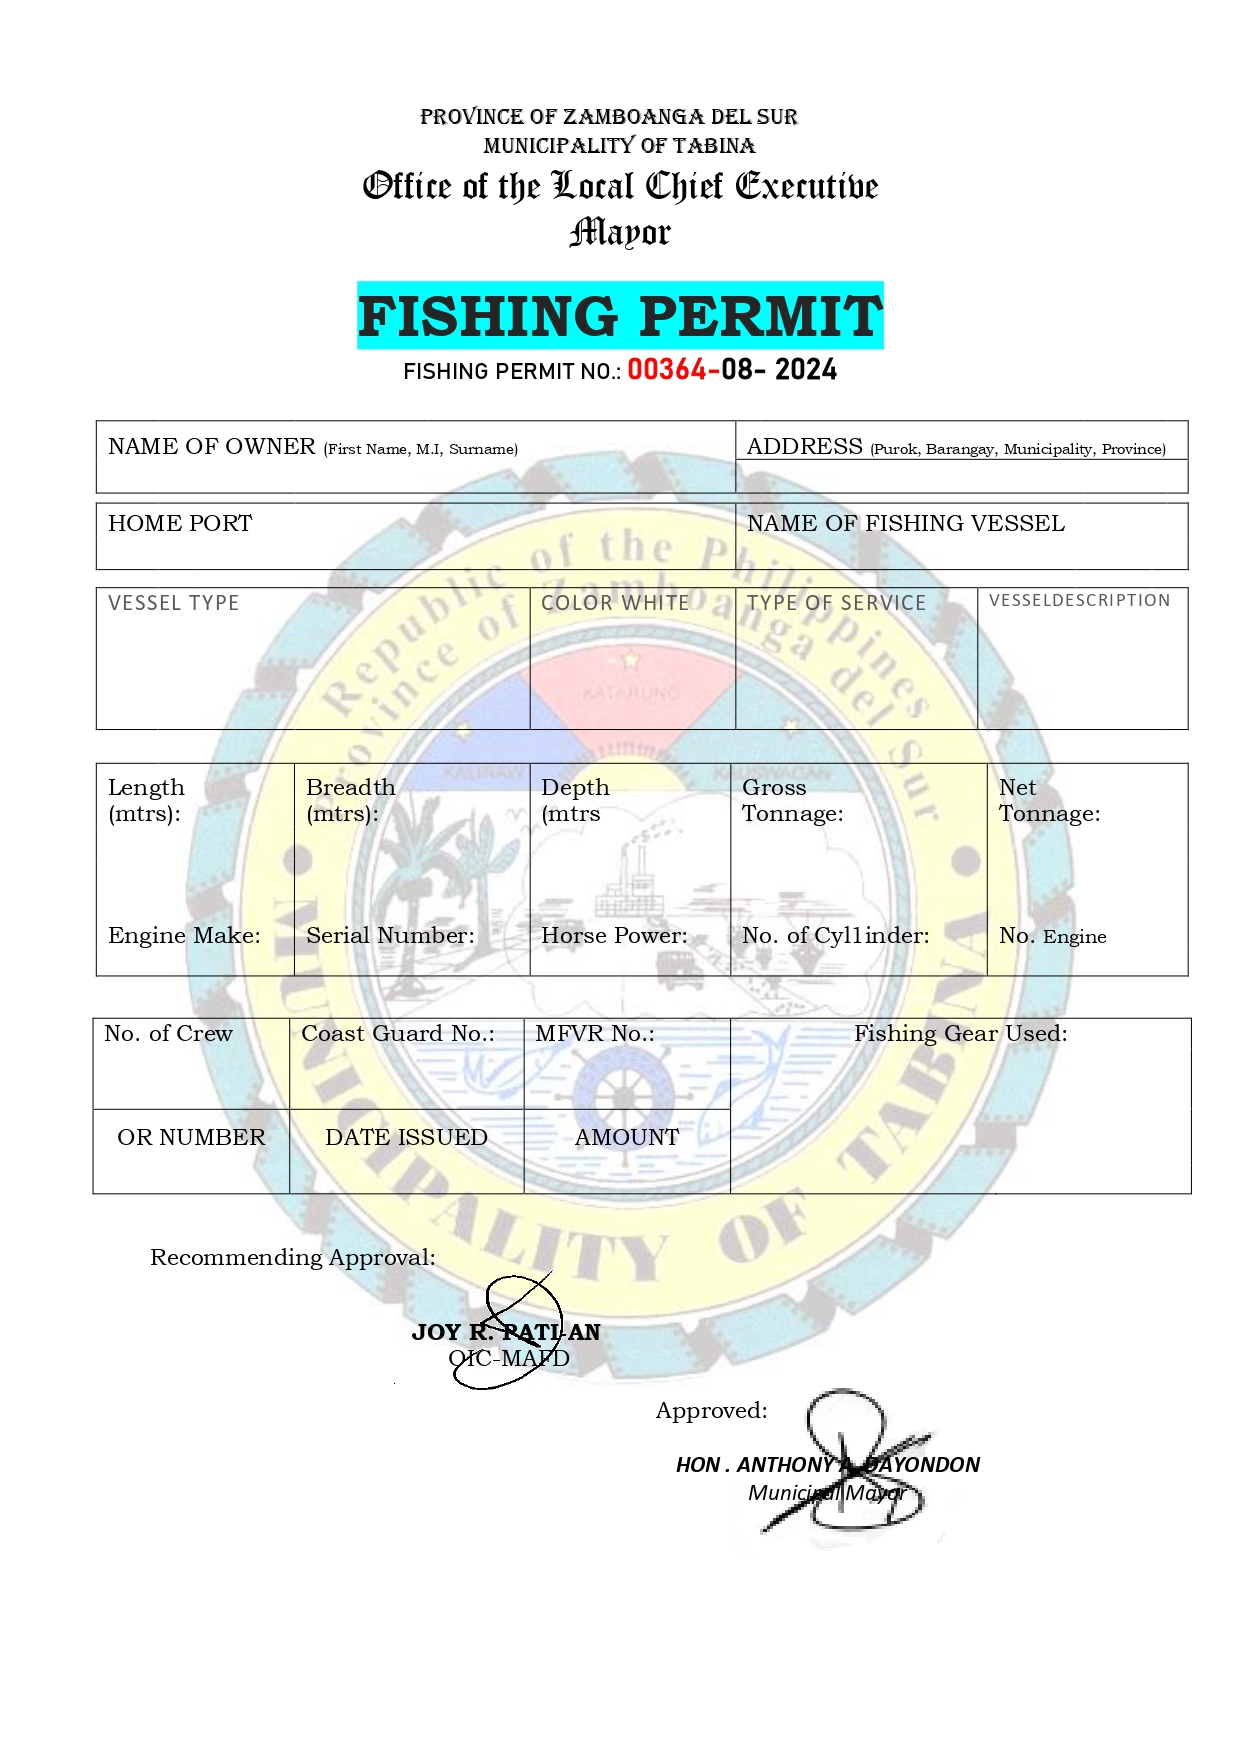 PROVINCE OF ZAMBOANGA DEL SUR
MUNICIPALITY OF TABINA
Office of the Local Chief Executive
Mayor
FISHING PERMIT
FISHING PERMIT NO.: 00364-08- 2024
NAME OF OWNER (First Name, M.I, Surname) ADDRESS (Purok, Barangay, Municipality, Province)
HOME PORT NAME OF FISHING VESSEL
VESSEL TYPE COLOR WHITE TYPE OF SERVICE VESSELDESCRIPTION
Length Breadth Depth Gross Net
(mtrs): (mtrs): (mtrs Tonnage: Tonnage:
Engine Make: Serial Number: Horse Power: No. of Cyl1inder: No. Engine
No. of Crew Coast Guard No.: MFVR No.: Fishing Gear Used:
OR NUMBER DATE ISSUED AMOUNT
Recommending Approval:
JOY R. PATI-AN
OIC-MAFD
Approved:
HON . ANTHONY A. DAYONDON
Municipal Mayor
Republic of the Philippines
Province of Zamboanga del Sur
KATARUNG
KALINAW KAUSWAGAN
MUNICIPALITY OF TABINA